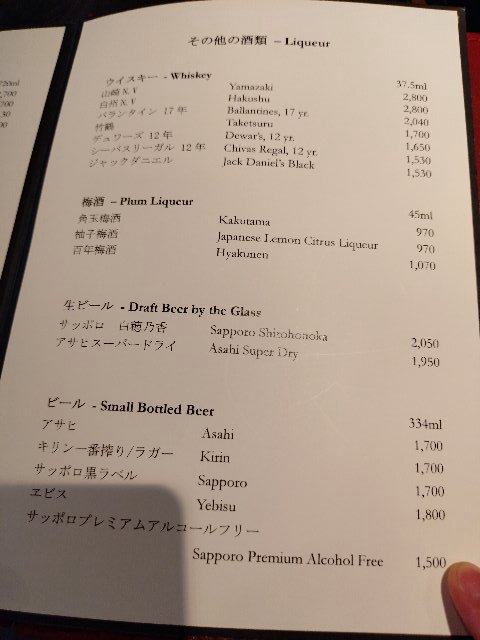 その他の酒類 – Liqueur
ウイスキー - Whiskey 37.5ml
山崎 N.V Yamazaki 2,800
白州 N.V Hakushu 2,800
バランタイン 17年 Ballantines, 17 yr. 2,040
竹鶴 Taketsuru 1,700
デュワーズ 12年 Dewar's, 12 yr. 1,650
シーバスリーガル 12年 Chivas Regal, 12 yr. 1,530
ジャックダニエル Jack Daniel's Black 1,530
梅酒 – Plum Liqueur 45ml
角玉梅酒 Kakutama 970
柚子梅酒 Japanese Lemon Citrus Liqueur 970
百年梅酒 Hyakunen 1,070
生ビール - Draft Beer by the Glass
サッポロ 白穂乃香 Sapporo Shirohonoka 2,050
アサヒスーパードライ Asahi Super Dry 1,950
ビール - Small Bottled Beer 334ml
アサヒ Asahi 1,700
キリン一番搾り/ラガー Kirin 1,700
サッポロ黒ラベル Sapporo 1,700
ヱビス Yebisu 1,800
サッポロプレミアムアルコールフリー
Sapporo Premium Alcohol Free 1,500
720ml
,700
700
30
00